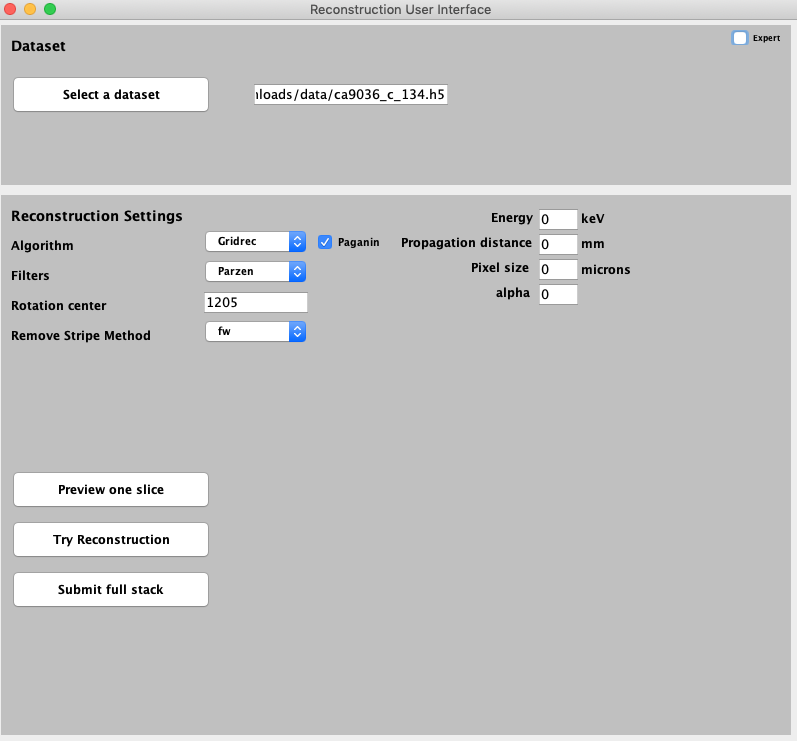 Reconstruction User Interface
Expert
Dataset
Select a dataset
loads/data/ca9036_c_134.h5
Reconstruction Settings
Energy 0 keV
Algorithm Gridrec Paganin Propagation distance 0 mm
Filters Parzen Pixel size 0 microns
Rotation center 1205 alpha 0
Remove Stripe Method fw
Preview one slice
Try Reconstruction
Submit full stack